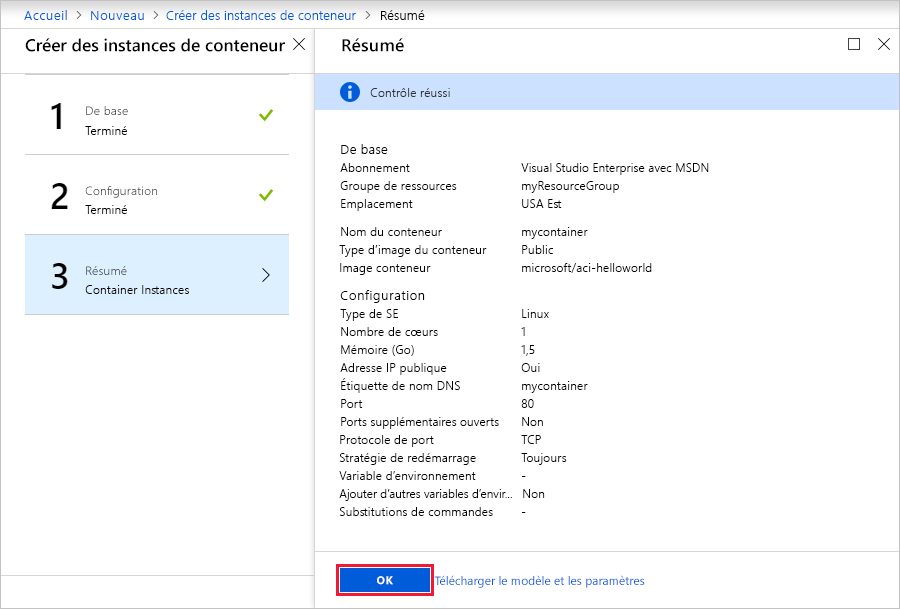 Accueil > Nouveau > Créer des instances de conteneur > Résumé
Créer des instances de conteneur
1
De base
Terminé
2
Configuration
Terminé
3
Résumé
Container Instances
Résumé
Contrôle réussi
De base
Abonnement Visual Studio Enterprise avec MSDN
Groupe de ressources myResourceGroup
Emplacement USA Est
Nom du conteneur mycontainer
Type d'image du conteneur Public
Image conteneur microsoft/aci-helloworld
Configuration
Type de SE Linux
Nombre de cœurs 1
Mémoire (Go) 1,5
Adresse IP publique Oui
Étiquette de nom DNS mycontainer
Port 80
Ports supplémentaires ouverts Non
Protocole de port TCP
Stratégie de redémarrage Toujours
Variable d'environnement -
Ajouter d'autres variables d'envir... Non
Substitutions de commandes -
OK Télécharger le modèle et les paramètres